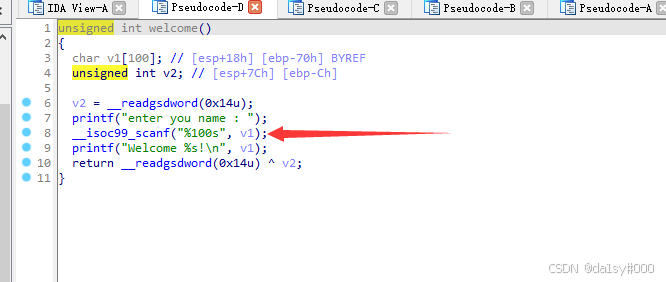 IDA View-A Pseudocode-D Pseudocode-C Pseudocode-B Pseudocode-A
1 unsigned int welcome()
2 {
3 char v1[100]; // [esp+18h] [ebp-70h] BYREF
4 unsigned int v2; // [esp+7Ch] [ebp-Ch]
5
6 v2 = __readgsdword(0x14u);
7 printf("enter you name : ");
8 __isoc99_scanf("%100s", v1);
9 printf("Welcome %s!\n", v1);
10 return __readgsdword(0x14u) ^ v2;
11 }
CSDN @da1sy#000